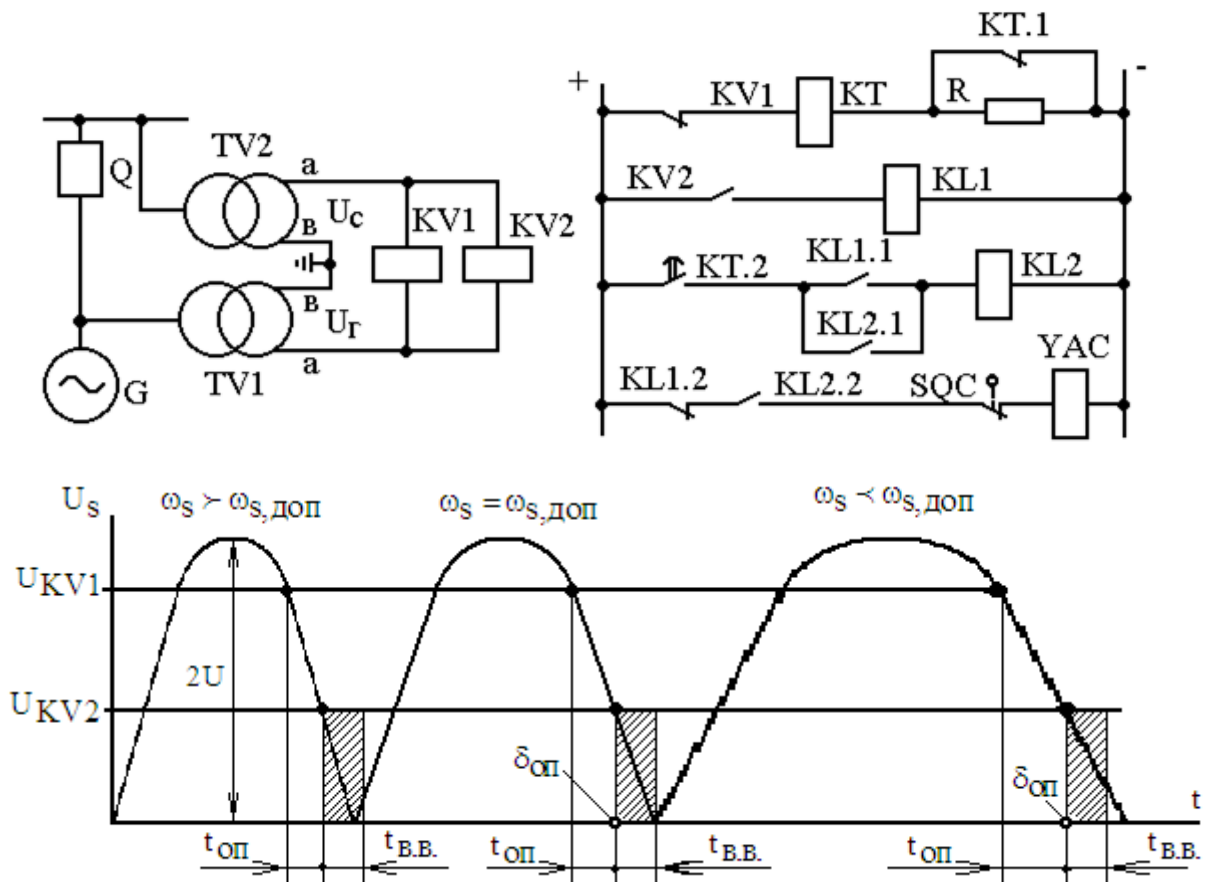 Q
TV2
a
в
Uс
в
Uг
a
TV1
G
KV1
KV2
+
-
KT.1
KV1
KT
R
KV2
KL1
KT.2
KL1.1
KL2
KL2.1
KL1.2
KL2.2
SQC
YAC
US
ωS > ωS,доп
ωS = ωS,доп
ωS < ωS,доп
UKV1
2U
UKV2
δоп
δоп
t
tоп
tв.в.
tоп
tв.в.
tоп
tв.в.